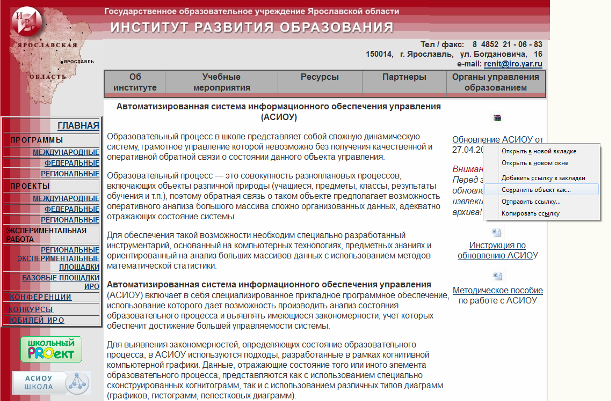 Государственное образовательное учреждение Ярославской области
ИНСТИТУТ РАЗВИТИЯ ОБРАЗОВАНИЯ
ЯРОСЛАВСКАЯ
ЯРОСЛАВЛЬ
ОБЛАСТЬ
Тел / факс: 8 4852 21 - 06 - 83
150014, г. Ярославль, ул. Богдановича, 16
e-mail: rcnit@iro.yar.ru
Об институте
Учебные мероприятия
Ресурсы
Партнеры
Органы управления образованием
ГЛАВНАЯ
ПРОГРАММЫ
МЕЖДУНАРОДНЫЕ
ФЕДЕРАЛЬНЫЕ
РЕГИОНАЛЬНЫЕ
ПРОЕКТЫ
МЕЖДУНАРОДНЫЕ
ФЕДЕРАЛЬНЫЕ
РЕГИОНАЛЬНЫЕ
ЭКСПЕРИМЕНТАЛЬНАЯ
РАБОТА
РЕГИОНАЛЬНЫЕ
ЭКСПЕРИМЕНТАЛЬНЫЕ
ПЛОЩАДКИ
БАЗОВЫЕ ПЛОЩАДКИ
ИРО
КОНФЕРЕНЦИИ
КОНКУРСЫ
ЮБИЛЕЙ ИРО
ШКОЛЬНЫЙ
PROект
АСИОУ
ШКОЛА
Автоматизированная система информационного обеспечения управления
(АСИОУ)
Образовательный процесс в школе представляет собой сложную динамическую
систему, грамотное управление которой невозможно без получения качественной и
оперативной обратной связи о состоянии данного объекта управления.
Образовательный процесс — это совокупность разноплановых процессов,
включающих объекты различной природы (учащиеся, предметы, классы, результаты
обучения и т.п.), поэтому обратная связь о таком объекте предполагает возможность
оперативного анализа большого массива сложно организованных данных, адекватно
отражающих состояние системы
Для обеспечения такой возможности необходим специально разработанный
инструментарий, основанный на компьютерных технологиях, предметных знаниях и
ориентированный на анализ больших массивов данных с использованием методов
математической статистики.
Автоматизированная система информационного обеспечения управления
(АСИОУ) включает в себя специализированное прикладное программное обеспечение,
использование которого дает возможность производить анализ состояния
образовательного процесса и выявлять имеющиеся закономерности, учет которых
обеспечит достижение большей управляемости системы.
Для выявления закономерностей, определяющих состояние образовательного
процесса, в АСИОУ используются подходы, разработанные в рамках когнитивной
компьютерной графики. Данные, отражающие состояние того или иного элемента
образовательного процесса, представляются как с использованием специально
сконструированных когнитограмм, так и с использованием различных типов диаграмм
(графиков, гистограмм, лепестковых диаграмм).
Обновление АСИОУ от
27.04.20
Вниман
Перед
обновл
извлеки
архива!
Открыть в новой вкладке
Открыть в новом окне
Добавить ссылку в закладки
Сохранить объект как...
Отправить ссылку...
Копировать ссылку
Инструкция по
обновлению АСИОУ
Методическое пособие
по работе с АСИОУ